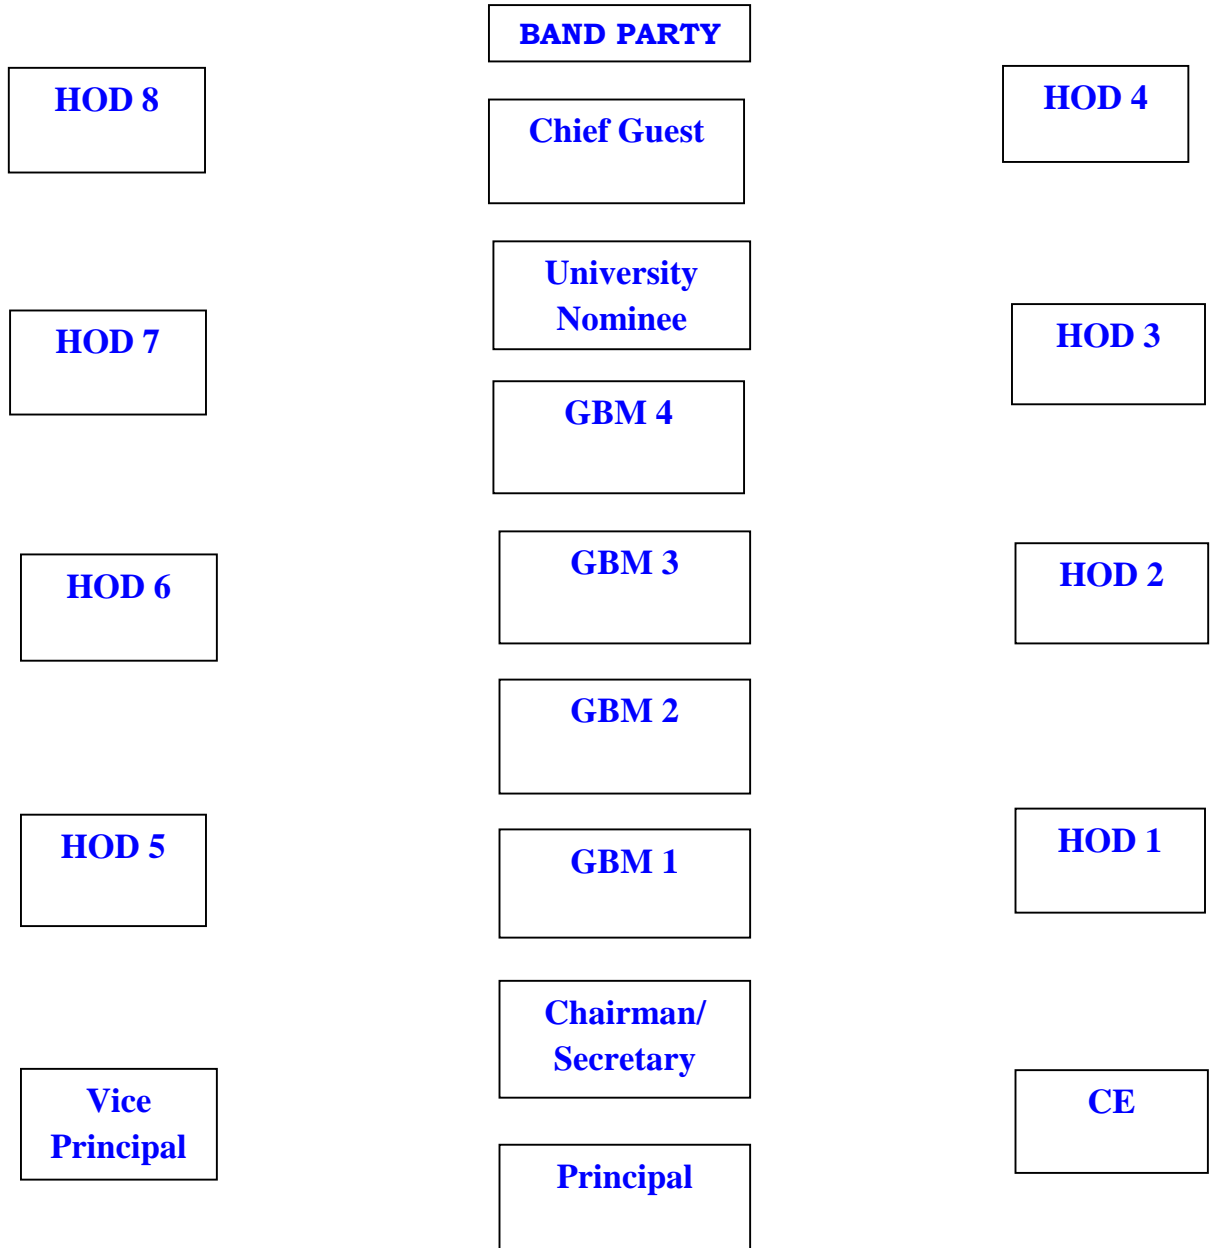 BAND PARTY
HOD 8
HOD 4
Chief Guest
University
Nominee
HOD 7
HOD 3
GBM 4
HOD 6
GBM 3
HOD 2
GBM 2
HOD 5
GBM 1
HOD 1
Chairman/
Secretary
Vice
Principal
CE
Principal